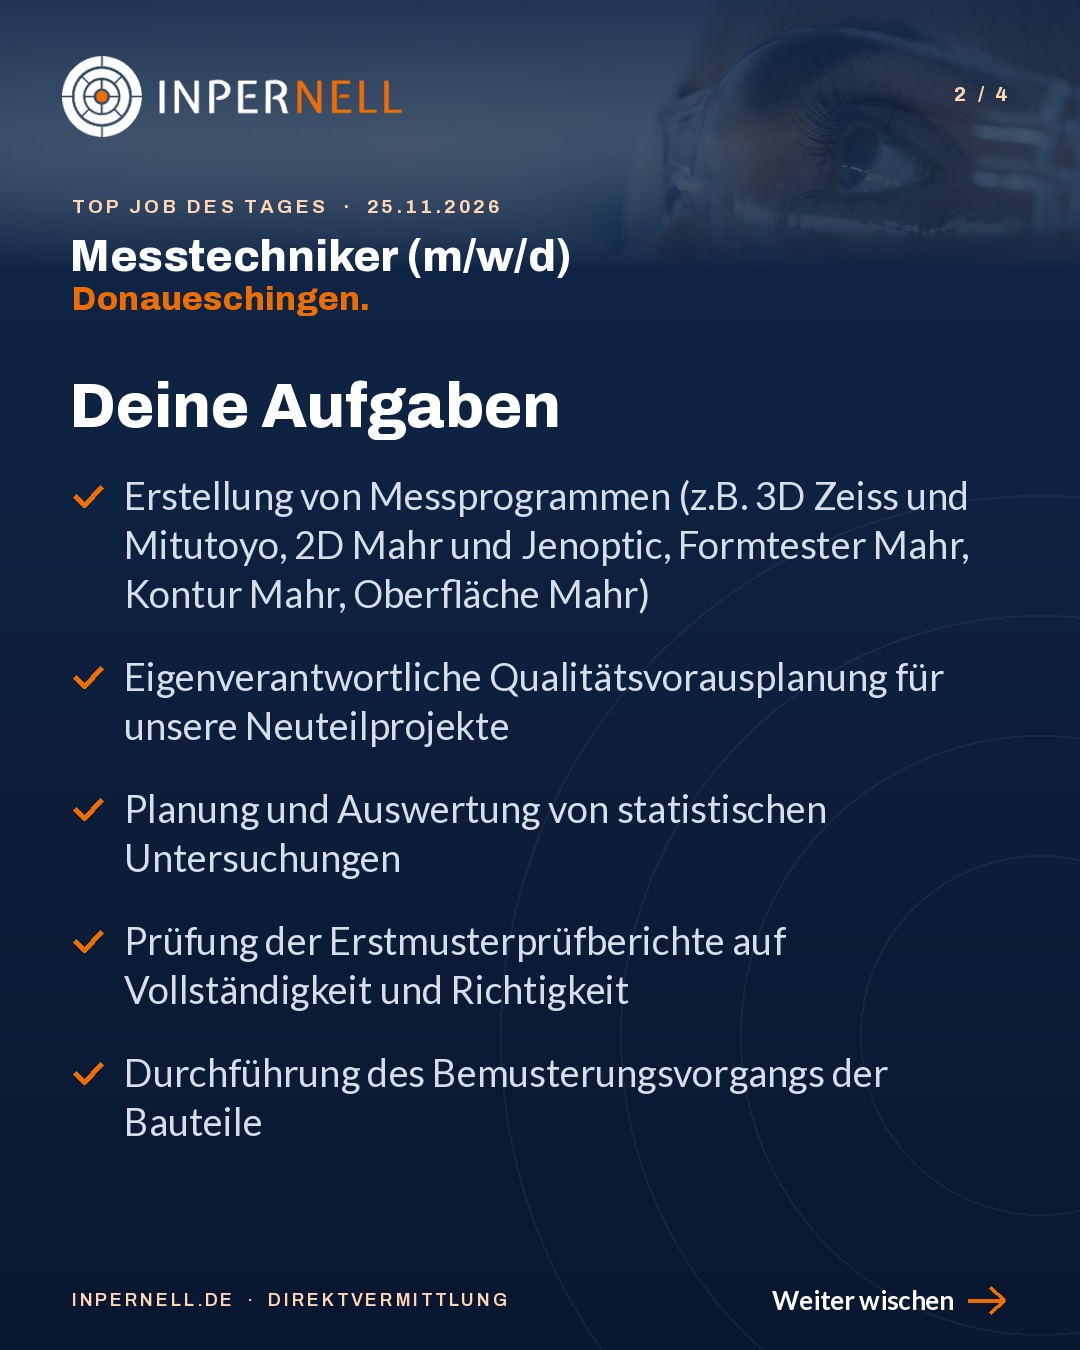 INPERNELL
2 / 4
TOP JOB DES TAGES · 25.11.2026
Messtechniker (m/w/d)
Donaueschingen.
Deine Aufgaben
Erstellung von Messprogrammen (z.B. 3D Zeiss und
Mitutoyo, 2D Mahr und Jenoptic, Formtester Mahr,
Kontur Mahr, Oberfläche Mahr)
Eigenverantwortliche Qualitätsvorausplanung für
unsere Neuteilprojekte
Planung und Auswertung von statistischen
Untersuchungen
Prüfung der Erstmusterprüfberichte auf
Vollständigkeit und Richtigkeit
Durchführung des Bemusterungsvorgangs der
Bauteile
INPERNELL.DE · DIREKTVERMITTLUNG
Weiter wischen